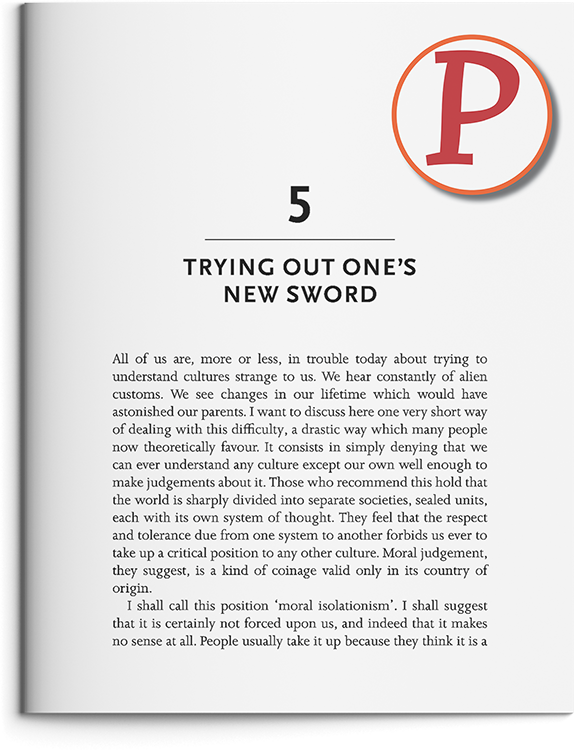 P
5
TRYING OUT ONE’S
NEW SWORD
All of us are, more or less, in trouble today about trying to
understand cultures strange to us. We hear constantly of alien
customs. We see changes in our lifetime which would have
astonished our parents. I want to discuss here one very short way
of dealing with this difficulty, a drastic way which many people
now theoretically favour. It consists in simply denying that we
can ever understand any culture except our own well enough to
make judgements about it. Those who recommend this hold that
the world is sharply divided into separate societies, sealed units,
each with its own system of thought. They feel that the respect
and tolerance due from one system to another forbids us ever to
take up a critical position to any other culture. Moral judgement,
they suggest, is a kind of coinage valid only in its country of
origin.
I shall call this position ‘moral isolationism’. I shall suggest
that it is certainly not forced upon us, and indeed that it makes
no sense at all. People usually take it up because they think it is a